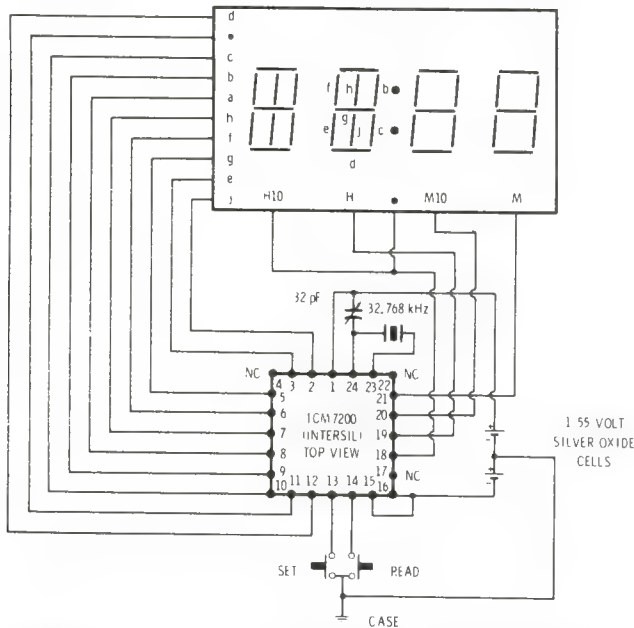 d
•
c
b
a
h
f
g
e
j
f h b
g
e j c
d
H10 H • M10 M
32 pF
32.768 kHz
NC 3 2 1 24 23 22 NC
4 21
5 20
6 19
7 ICM7200 18
(INTERSIL)
8 TOP VIEW 17
9 NC
10 11 12 13 14 15 16
1.55 VOLT
SILVER OXIDE
CELLS
+
-
+
-
SET READ
CASE